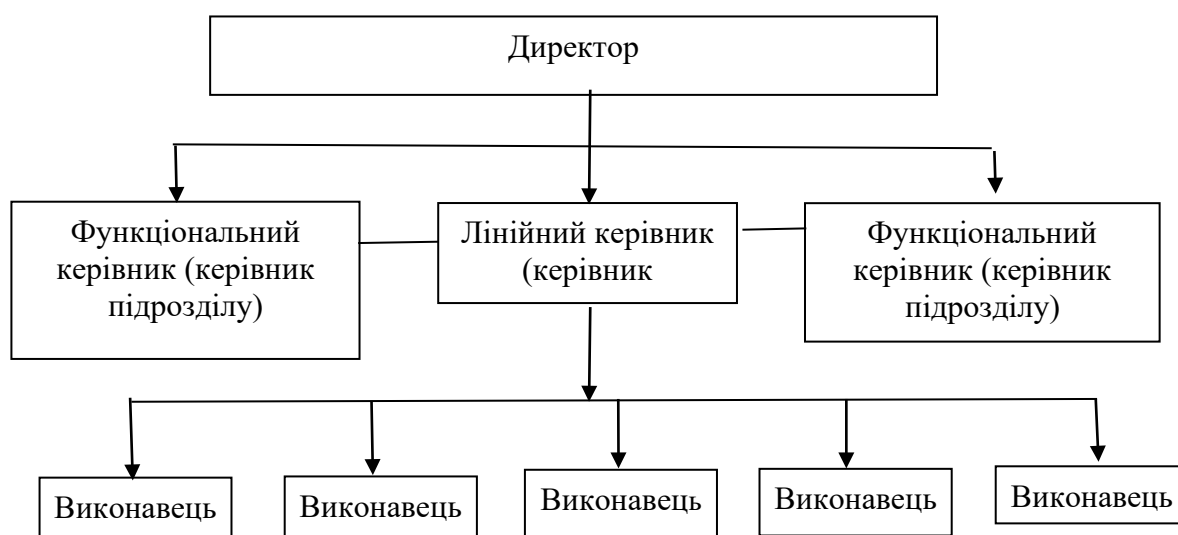 Директор
Функціональний
керівник (керівник
підрозділу)
Лінійний керівник
(керівник
Функціональний
керівник (керівник
підрозділу)
Виконавець
Виконавець
Виконавець
Виконавець
Виконавець